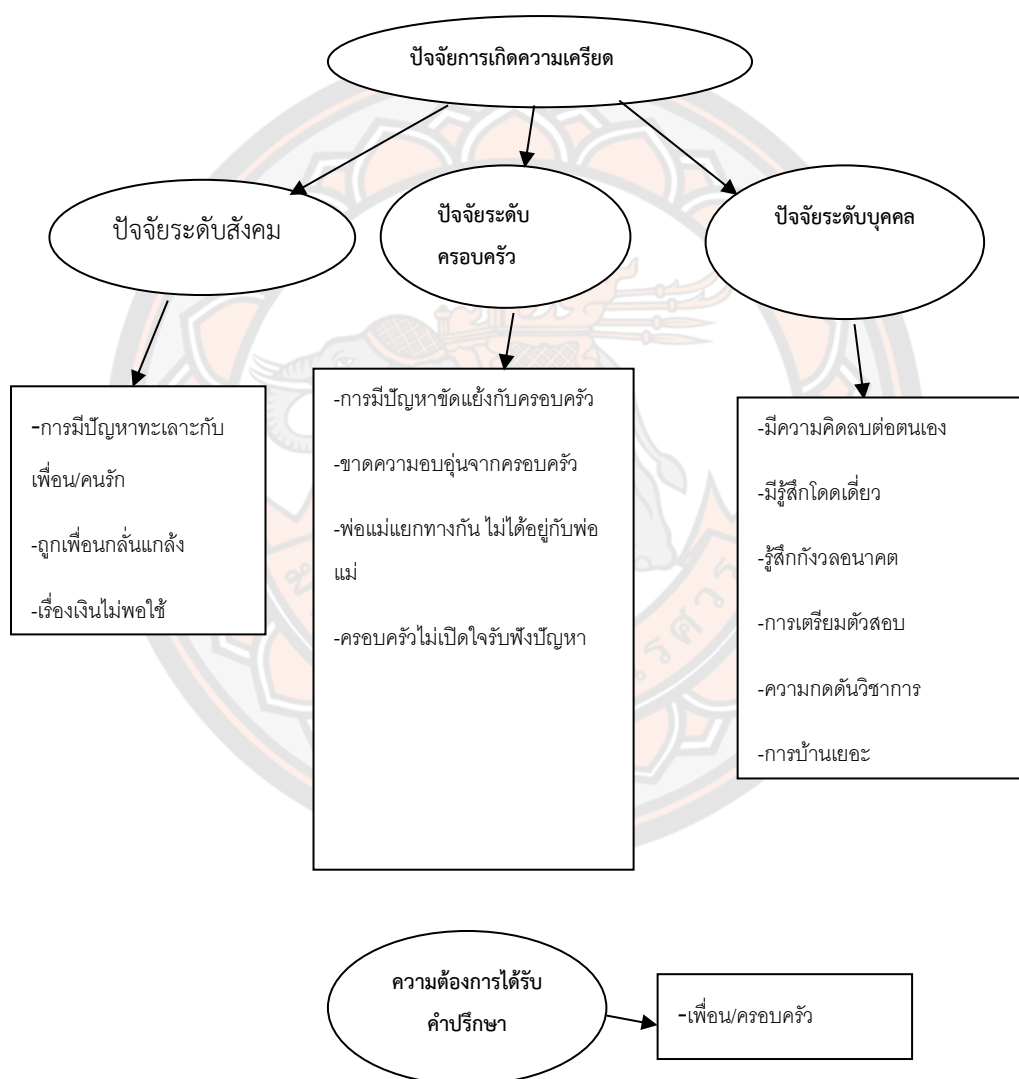 ปัจจัยการเกิดความเครียด
ปัจจัยระดับสังคม
ปัจจัยระดับ
ครอบครัว
ปัจจัยระดับบุคคล
-การมีปัญหาทะเลาะกับ
เพื่อน/คนรัก
-ถูกเพื่อนกลั่นแกล้ง
-เรื่องเงินไม่พอใช้
-การมีปัญหาขัดแย้งกับครอบครัว
-ขาดความอบอุ่นจากครอบครัว
-พ่อแม่แยกทางกัน ไม่ได้อยู่กับพ่อ
แม่
-ครอบครัวไม่เปิดใจรับฟังปัญหา
-มีความคิดลบต่อตนเอง
-มีรู้สึกโดดเดี่ยว
-รู้สึกกังวลอนาคต
-การเตรียมตัวสอบ
-ความกดดันวิชาการ
-การบ้านเยอะ
ความต้องการได้รับ
คำปรึกษา
-เพื่อน/ครอบครัว